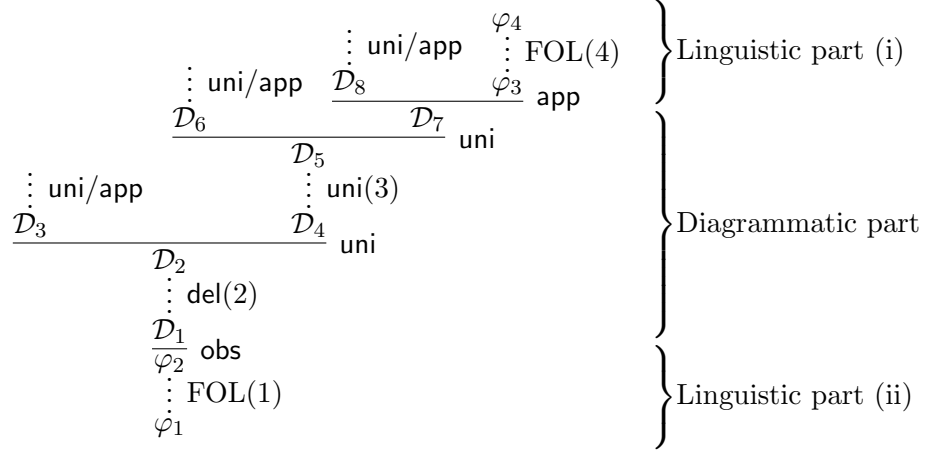 φ₄
⋮ uni/app ⋮ FOL(4) Linguistic part (i)
⋮ uni/app 𝒟₈ φ₃ app
𝒟₆ 𝒟₇ uni
𝒟₅
⋮ uni/app ⋮ uni(3) Diagrammatic part
𝒟₃ 𝒟₄ uni
𝒟₂
⋮ del(2)
𝒟₁ obs
φ₂
⋮ FOL(1) Linguistic part (ii)
φ₁